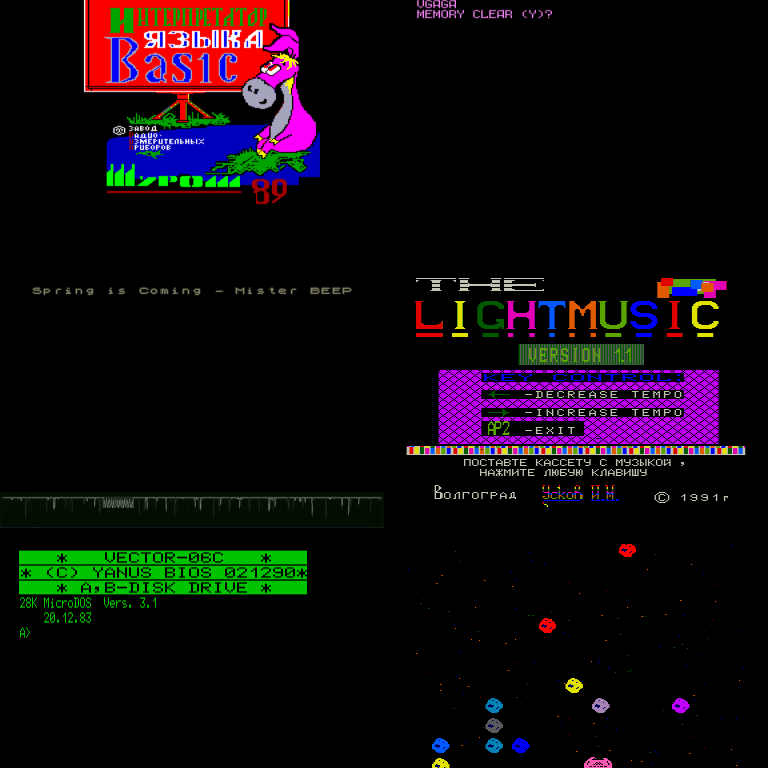 Интерпретатор
ЯЗЫКА
Basic
© ЗАВОД
РАДИО-
ИЗМЕРИТЕЛЬНЫХ
ПРИБОРОВ
МУРОМ
89
VGAGA
MEMORY CLEAR (Y)?
Spring is Coming - Mister BEEP
THE
LIGHTMUSIC
VERSION 1.1
KEY CONTROL:
← -DECREASE TEMPO
→ -INCREASE TEMPO
АР2 -EXIT
ПОСТАВТЕ КАССЕТУ С МУЗЫКОЙ ,
НАЖМИТЕ ЛЮБУЮ КЛАВИШУ
Волгоград Усков И.М. © 1991г
* VECTOR-06C *
* (C) YANUS BIOS 021290*
* A,B-DISK DRIVE *
28K MicroDOS Vers. 3.1
20.12.83
A>